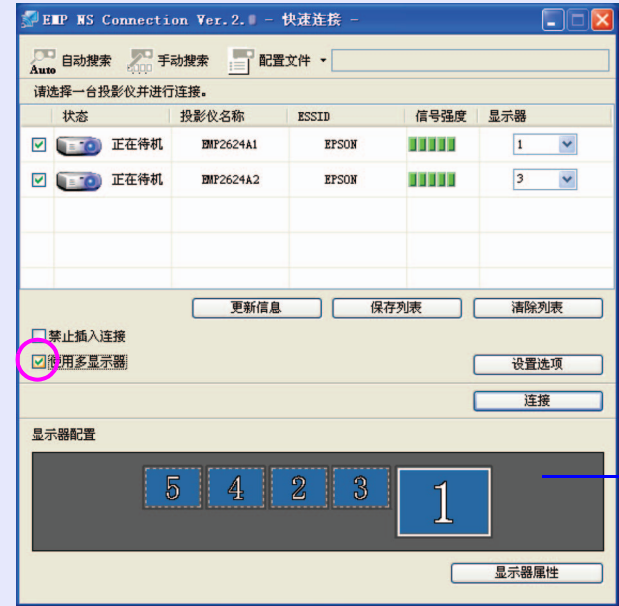 EMP NS Connection Ver.2. - 快速连接 -
Auto 自动搜索 手动搜索 配置文件
请选择一台投影仪并进行连接。
状态 投影仪名称 ESSID 信号强度 显示器
正在待机 EMP2624A1 EPSON 1
正在待机 EMP2624A2 EPSON 3
更新信息 保存列表 清除列表
禁止插入连接
使用多显示器 设置选项
连接
显示器配置
5 4 2 3 1
显示器属性